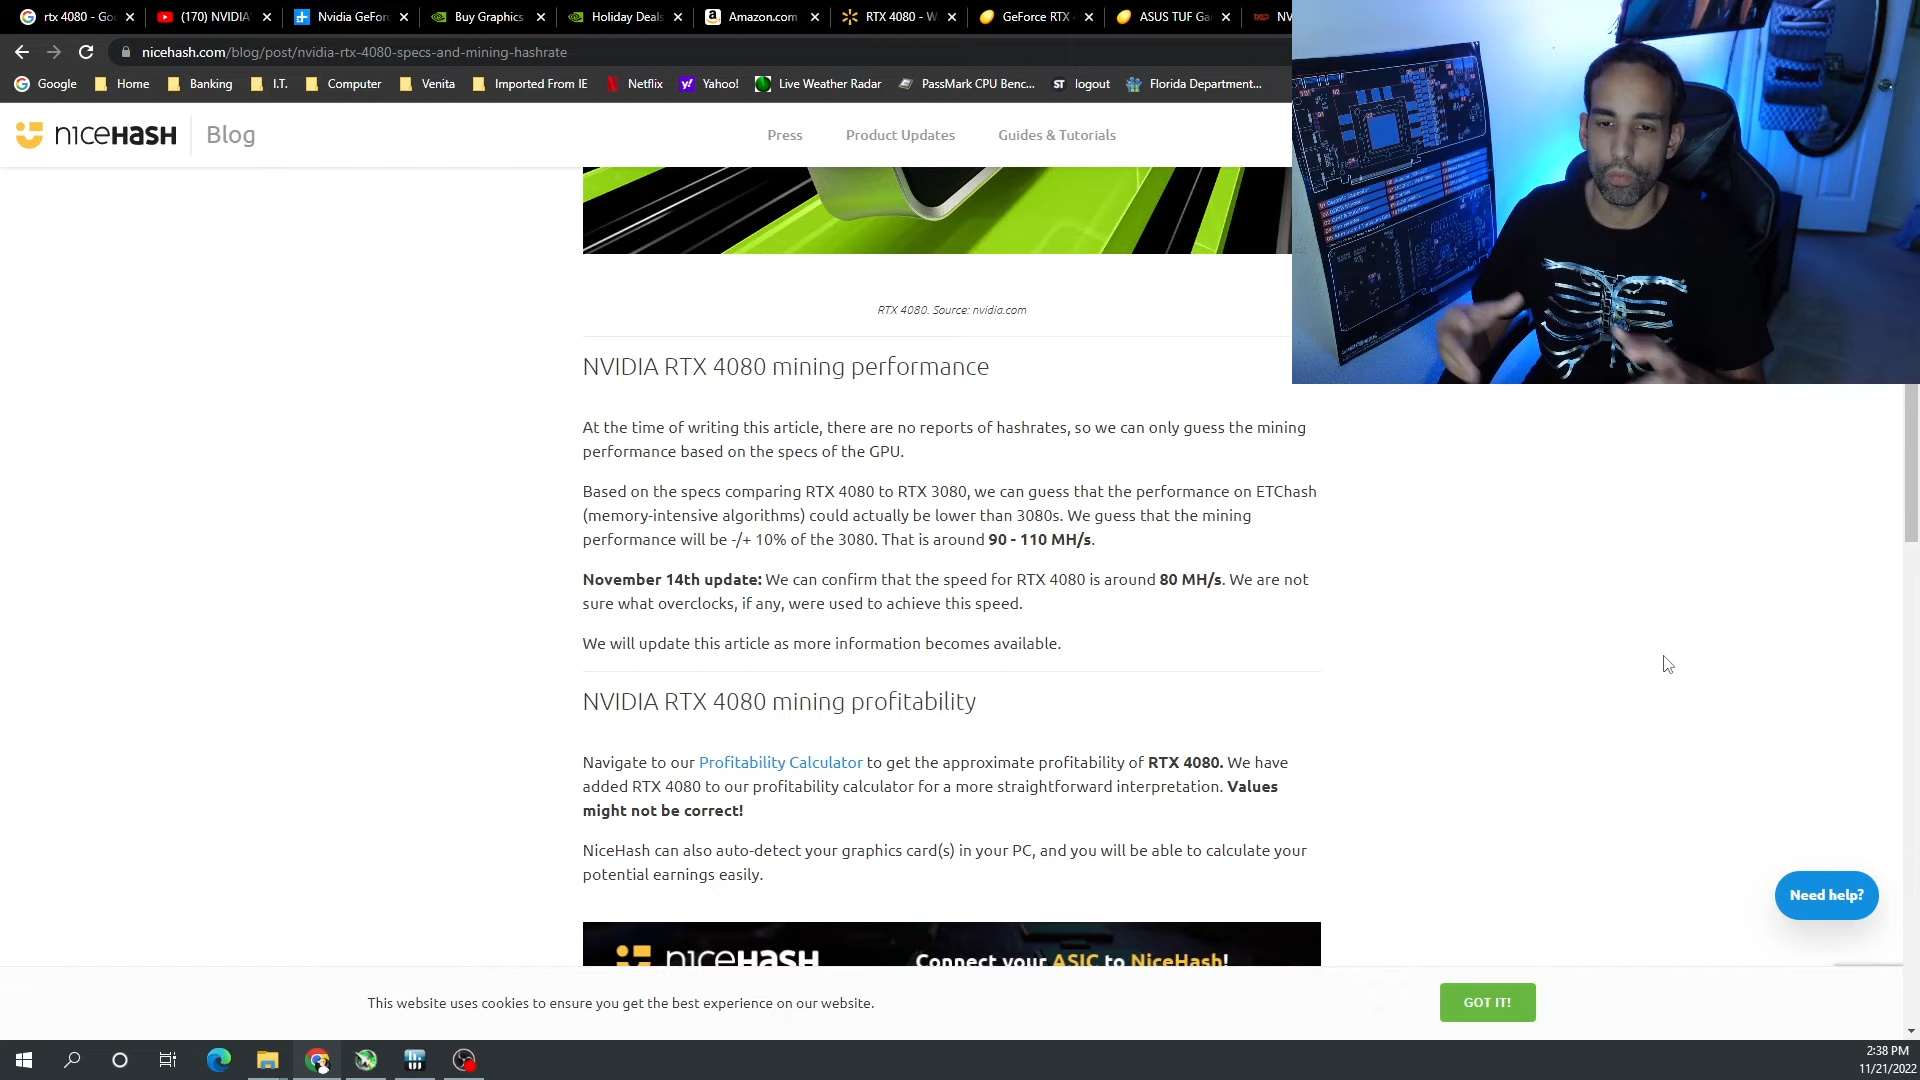 rtx 4080 - Go
(170) NVIDIA
Nvidia GeFor
Buy Graphics
Holiday Deals
Amazon.com
RTX 4080 - W
GeForce RTX
ASUS TUF Ga
NV
nicehash.com/blog/post/nvidia-rtx-4080-specs-and-mining-hashrate
Google
Home
Banking
I.T.
Computer
Venita
Imported From IE
Netflix
Yahoo!
Live Weather Radar
PassMark CPU Benc...
ST logout
Florida Department...
niceHASH
Blog
Press
Product Updates
Guides & Tutorials
RTX 4080. Source: nvidia.com
NVIDIA RTX 4080 mining performance
At the time of writing this article, there are no reports of hashrates, so we can only guess the mining
performance based on the specs of the GPU.
Based on the specs comparing RTX 4080 to RTX 3080, we can guess that the performance on ETChash
(memory-intensive algorithms) could actually be lower than 3080s. We guess that the mining
performance will be -/+ 10% of the 3080. That is around 90 - 110 MH/s.
November 14th update: We can confirm that the speed for RTX 4080 is around 80 MH/s. We are not
sure what overclocks, if any, were used to achieve this speed.
We will update this article as more information becomes available.
NVIDIA RTX 4080 mining profitability
Navigate to our Profitability Calculator to get the approximate profitability of RTX 4080. We have
added RTX 4080 to our profitability calculator for a more straightforward interpretation. Values
might not be correct!
NiceHash can also auto-detect your graphics card(s) in your PC, and you will be able to calculate your
potential earnings easily.
Need help?
niceHASH
Connect your ASIC to NiceHash!
This website uses cookies to ensure you get the best experience on our website.
GOT IT!
2:38 PM
11/21/2022